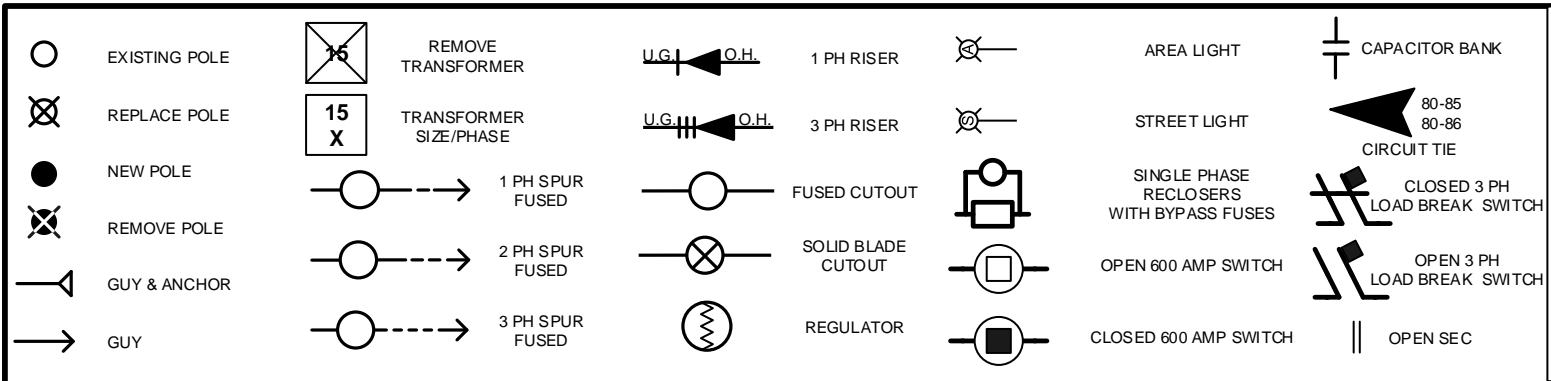 EXISTING POLE
REPLACE POLE
NEW POLE
REMOVE POLE
GUY & ANCHOR
GUY
15
REMOVE
TRANSFORMER
15
X
TRANSFORMER
SIZE/PHASE
1 PH SPUR
FUSED
2 PH SPUR
FUSED
3 PH SPUR
FUSED
U.G. O.H.
1 PH RISER
U.G. O.H.
3 PH RISER
FUSED CUTOUT
SOLID BLADE
CUTOUT
REGULATOR
A
AREA LIGHT
S
STREET LIGHT
SINGLE PHASE
RECLOSERS
WITH BYPASS FUSES
OPEN 600 AMP SWITCH
CLOSED 600 AMP SWITCH
CAPACITOR BANK
80-85
80-86
CIRCUIT TIE
CLOSED 3 PH
LOAD BREAK SWITCH
OPEN 3 PH
LOAD BREAK SWITCH
OPEN SEC